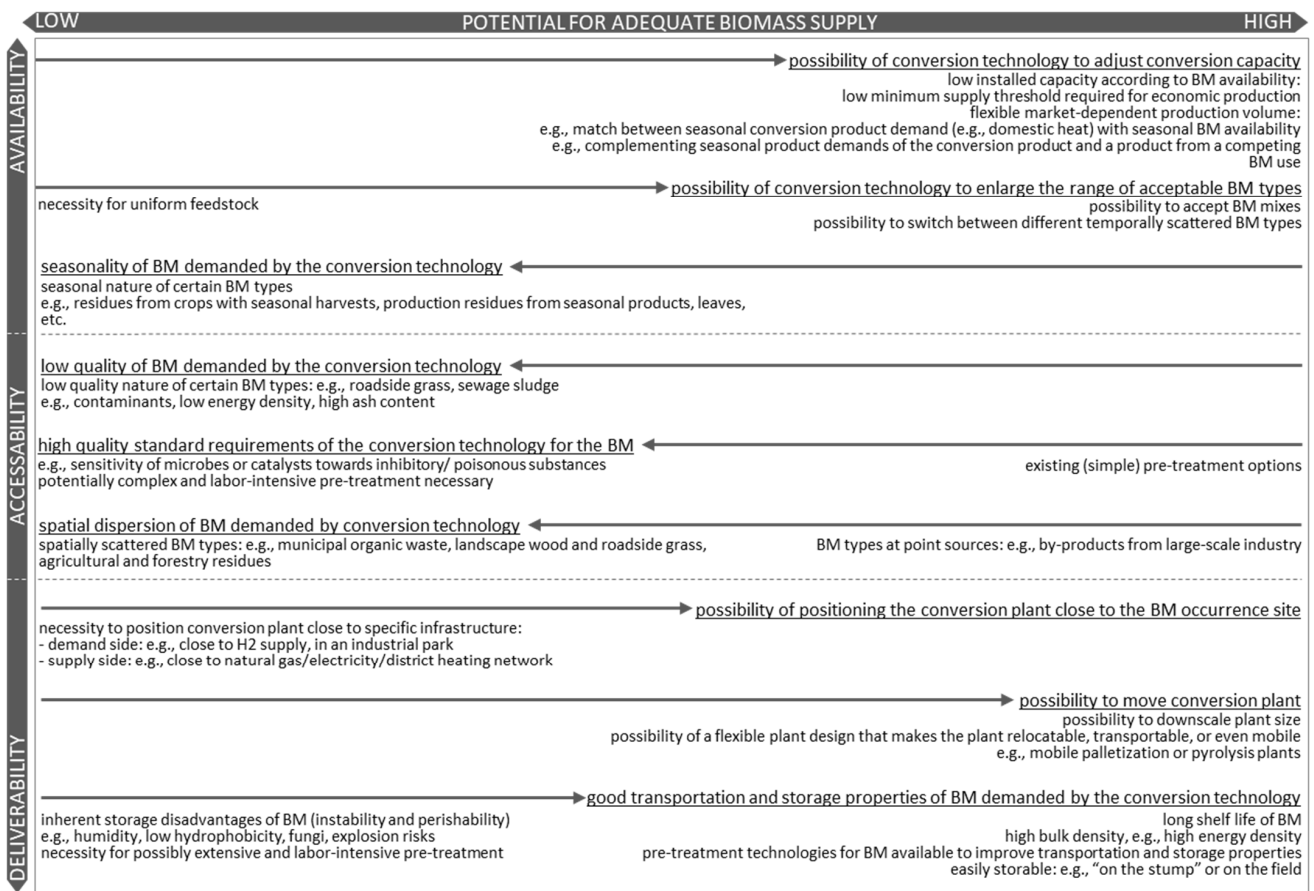 LOW POTENTIAL FOR ADEQUATE BIOMASS SUPPLY HIGH
AVAILABILITY
possibility of conversion technology to adjust conversion capacity
low installed capacity according to BM availability:
low minimum supply threshold required for economic production
flexible market-dependent production volume:
e.g., match between seasonal conversion product demand (e.g., domestic heat) with seasonal BM availability
e.g., complementing seasonal product demands of the conversion product and a product from a competing
BM use
possibility of conversion technology to enlarge the range of acceptable BM types
necessity for uniform feedstock
possibility to accept BM mixes
possibility to switch between different temporally scattered BM types
seasonality of BM demanded by the conversion technology
seasonal nature of certain BM types
e.g., residues from crops with seasonal harvests, production residues from seasonal products, leaves,
etc.
ACCESSABILITY
low quality of BM demanded by the conversion technology
low quality nature of certain BM types: e.g., roadside grass, sewage sludge
e.g., contaminants, low energy density, high ash content
high quality standard requirements of the conversion technology for the BM
e.g., sensitivity of microbes or catalysts towards inhibitory/ poisonous substances
potentially complex and labor-intensive pre-treatment necessary
existing (simple) pre-treatment options
spatial dispersion of BM demanded by conversion technology
spatially scattered BM types: e.g., municipal organic waste, landscape wood and roadside grass,
agricultural and forestry residues
BM types at point sources: e.g., by-products from large-scale industry
DELIVERABILITY
possibility of positioning the conversion plant close to the BM occurrence site
necessity to position conversion plant close to specific infrastructure:
- demand side: e.g., close to H2 supply, in an industrial park
- supply side: e.g., close to natural gas/electricity/district heating network
possibility to move conversion plant
possibility to downscale plant size
possibility of a flexible plant design that makes the plant relocatable, transportable, or even mobile
e.g., mobile palletization or pyrolysis plants
good transportation and storage properties of BM demanded by the conversion technology
inherent storage disadvantages of BM (instability and perishability)
e.g., humidity, low hydrophobicity, fungi, explosion risks
necessity for possibly extensive and labor-intensive pre-treatment
long shelf life of BM
high bulk density, e.g., high energy density
pre-treatment technologies for BM available to improve transportation and storage properties
easily storable: e.g., “on the stump” or on the field